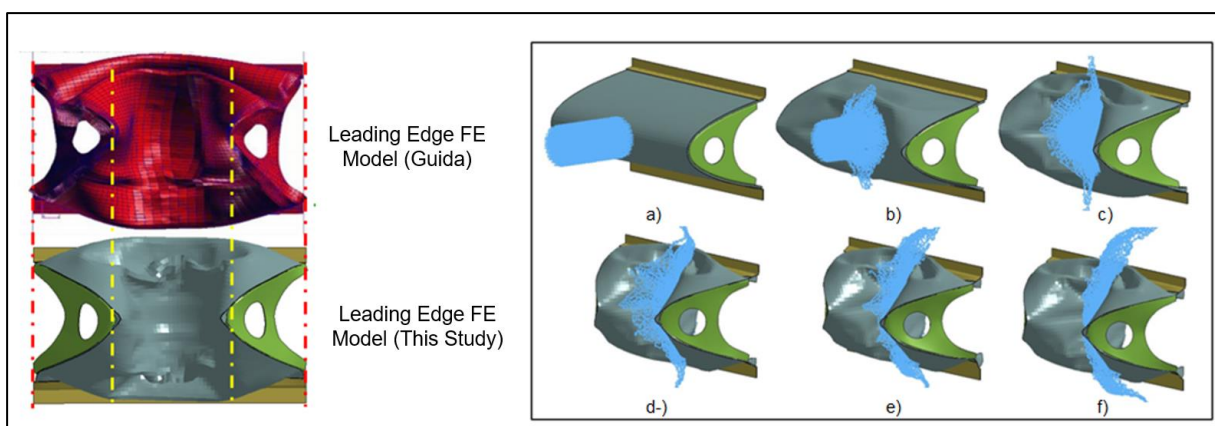 Leading Edge FE
Model (Guida)
Leading Edge FE
Model (This Study)
a)
b)
c)
d-)
e)
f)